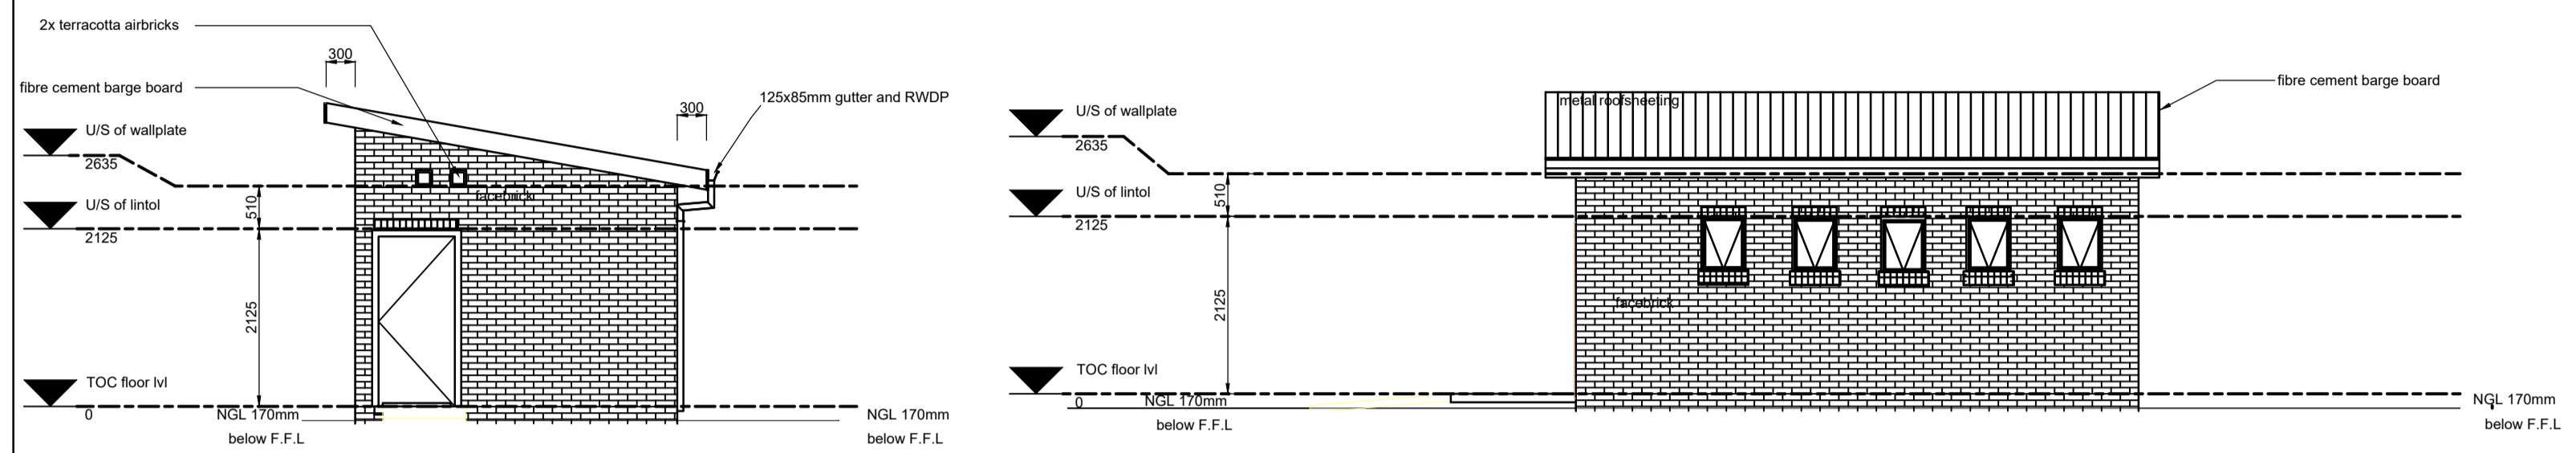 2x terracotta airbricks
300
fibre cement barge board
125x85mm gutter and RWDP
300
U/S of wallplate
2635
facebrick
510
U/S of lintol
2125
2125
TOC floor lvl
0
NGL 170mm
below F.F.L
NGL 170mm
below F.F.L
fibre cement barge board
metal roofsheeting
U/S of wallplate
2635
510
U/S of lintol
2125
2125
facebrick
TOC floor lvl
0
NGL 170mm
below F.F.L
NGL 170mm
below F.F.L